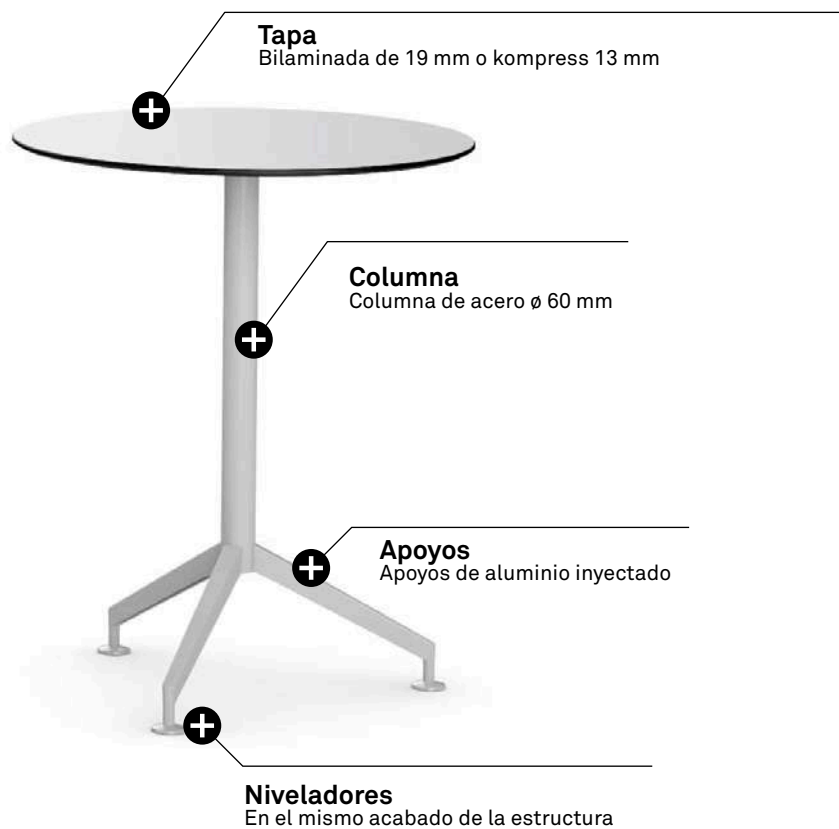 Tapa
Bilaminada de 19 mm o kompress 13 mm
Columna
Columna de acero ø 60 mm
Apoyos
Apoyos de aluminio inyectado
Niveladores
En el mismo acabado de la estructura